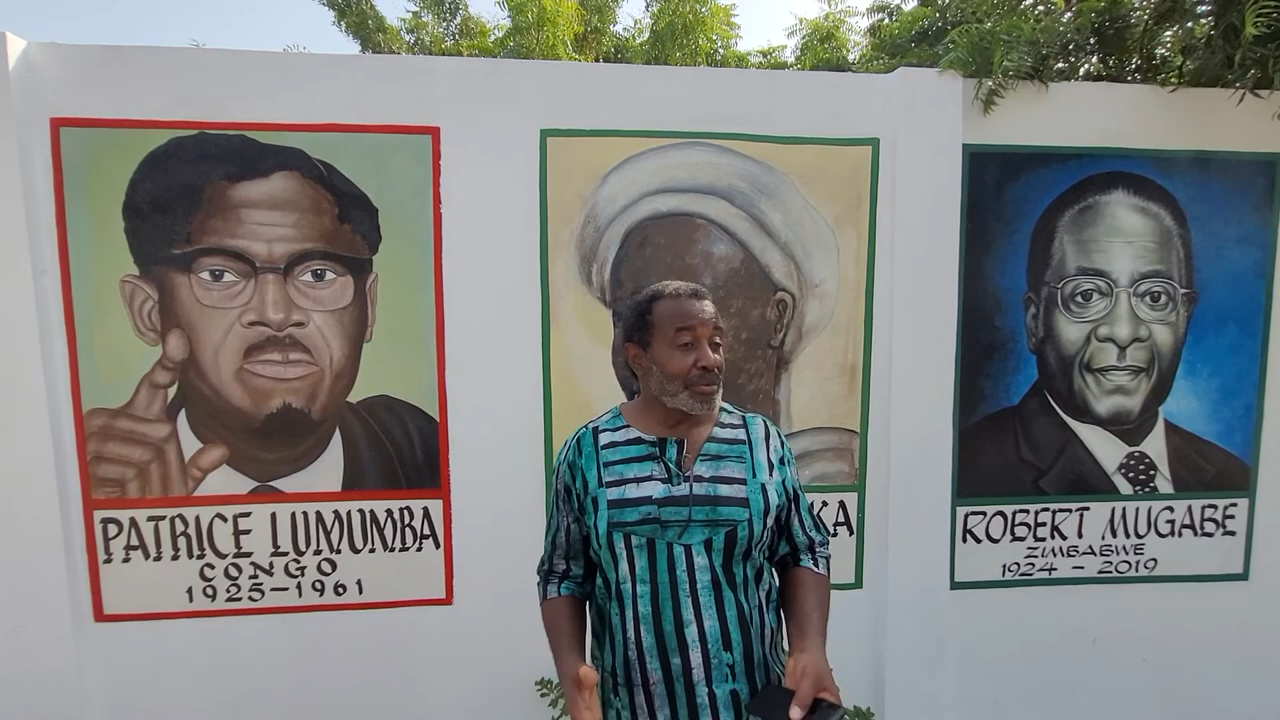 PATRICE LUMUMBA
CONGO
1925-1961
KA
ROBERT MUGABE
ZIMBABWE
1924 - 2019